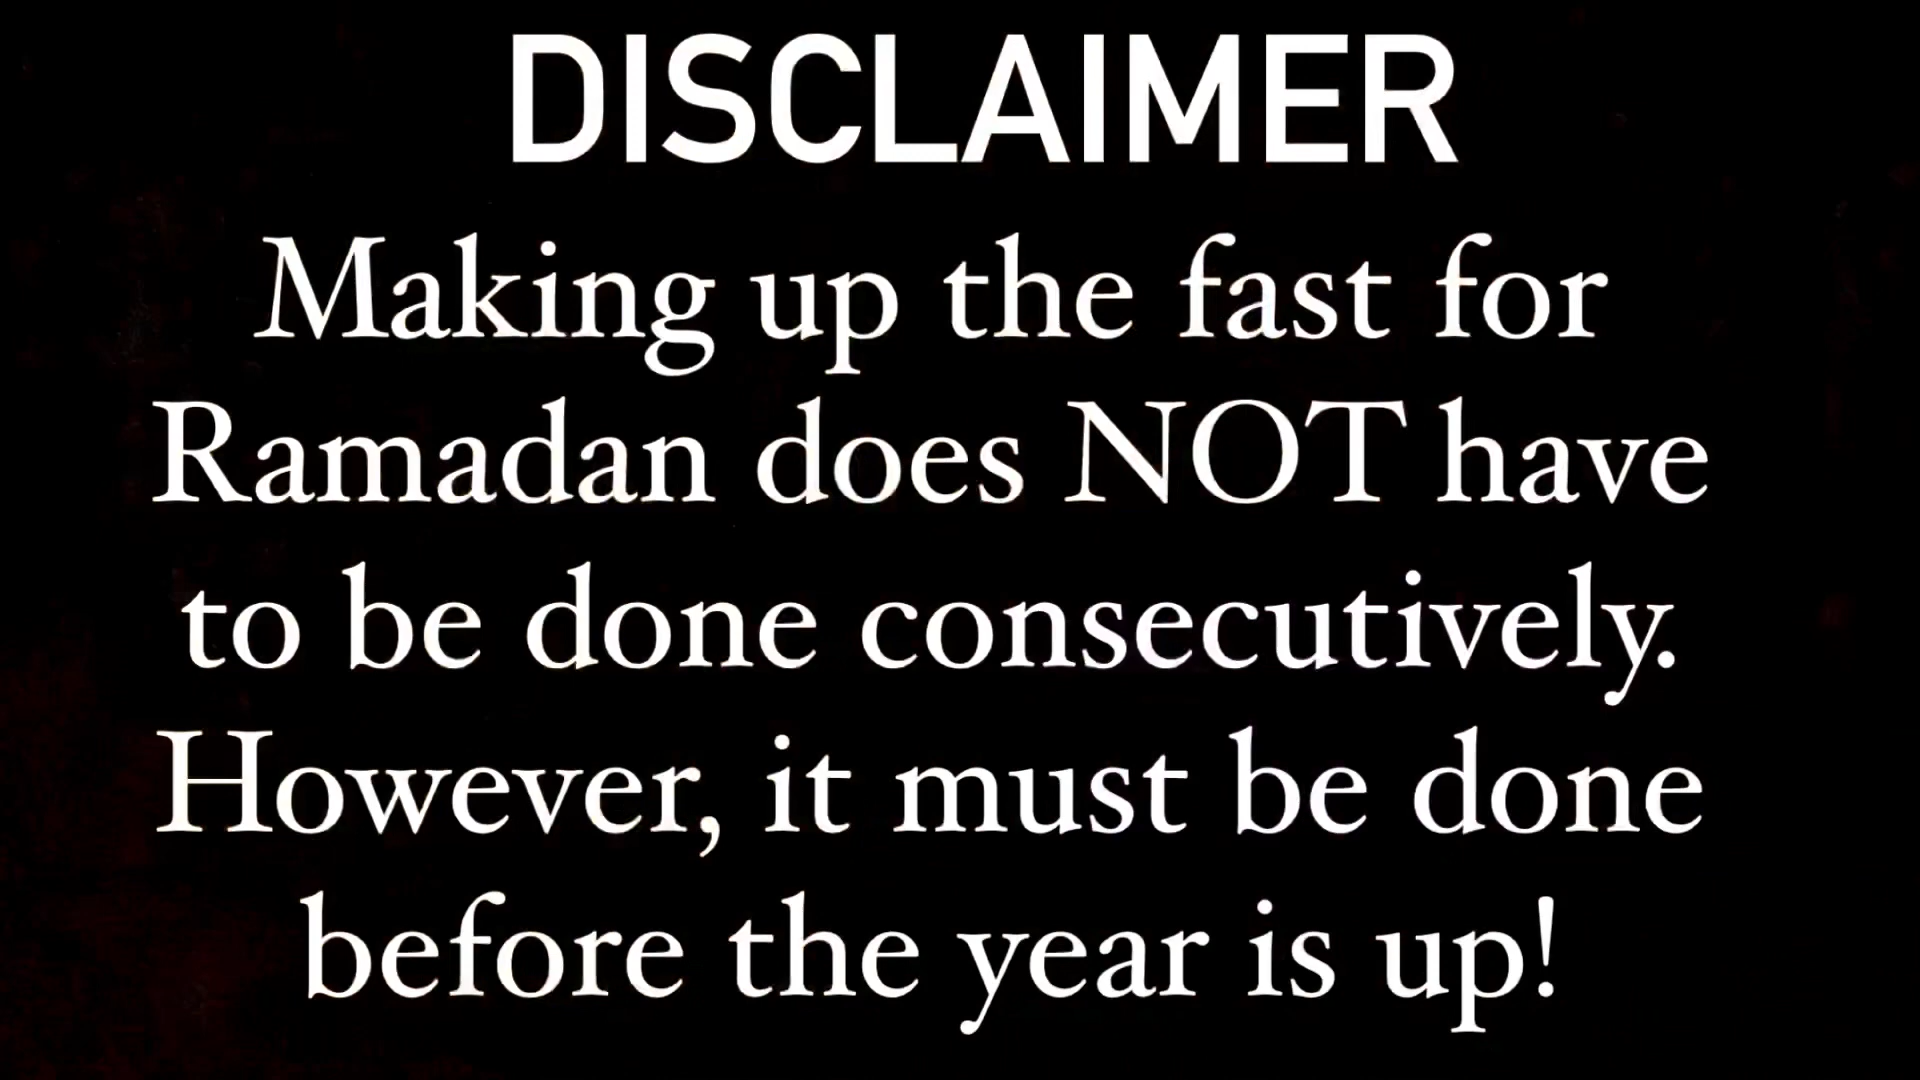 DISCLAIMER
Making up the fast for
Ramadan does NOT have
to be done consecutively.
However, it must be done
before the year is up!